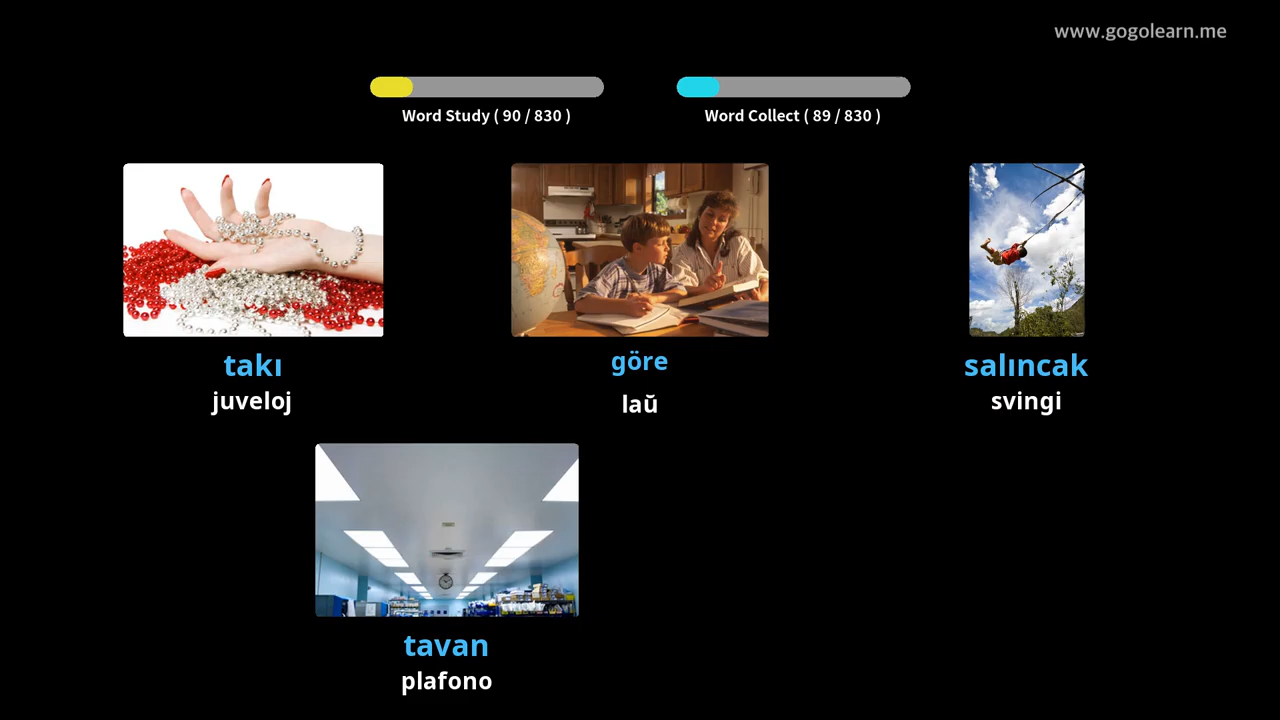 www.gogolearn.me
Word Study ( 90 / 830 )
Word Collect ( 89 / 830 )
takı
juveloj
göre
laŭ
salıncak
svingi
tavan
plafono